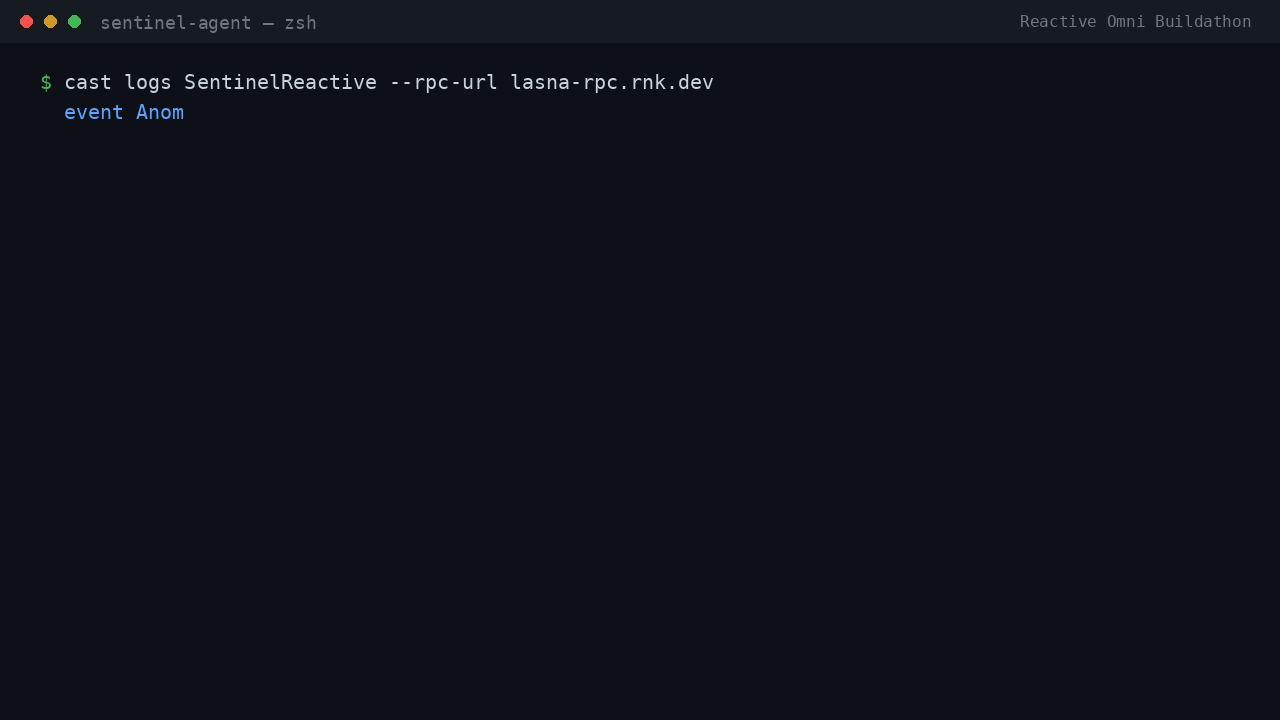 sentinel-agent — zsh
Reactive Omni Buildathon
$ cast logs SentinelReactive --rpc-url lasna-rpc.rnk.dev
event Anom